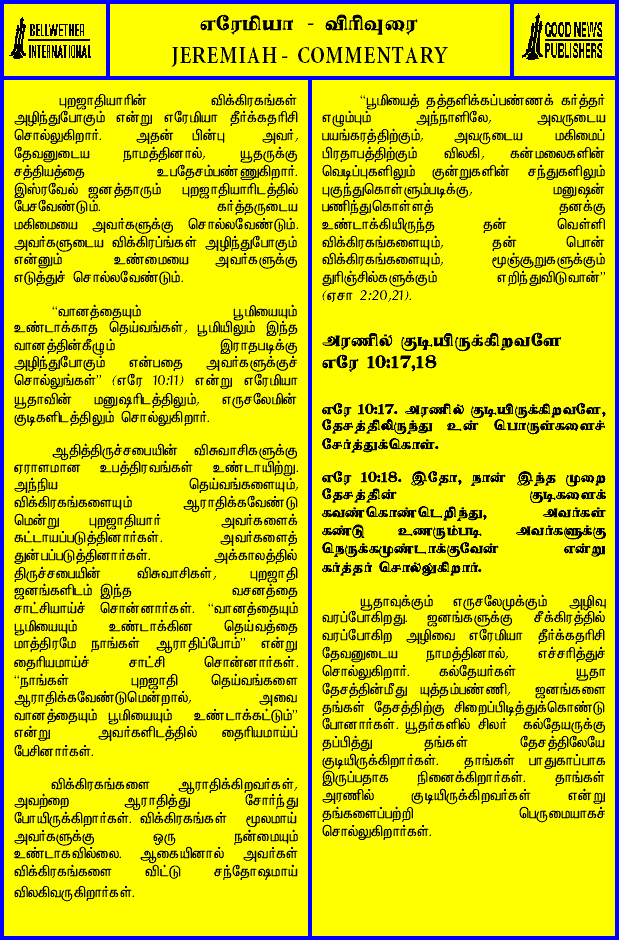 BELLWETHER
INTERNATIONAL
எரேமியா - விரிவுரை
JEREMIAH - COMMENTARY
GOOD NEWS
PUBLISHERS
புறஜாதியாரின் விக்கிரகங்கள்
அழிந்துபோகும் என்று எரேமியா தீர்க்கதரிசி
சொல்லுகிறார். அதன் பின்பு அவர்,
தேவனுடைய நாமத்தினால், யூதருக்கு
சத்தியத்தை உபதேசம்பண்ணுகிறார்.
இஸ்ரவேல் ஜனத்தாரும் புறஜாதியாரிடத்தில்
பேசவேண்டும். கர்த்தருடைய
மகிமையை அவர்களுக்கு சொல்லவேண்டும்.
அவர்களுடைய விக்கிரப்ங்கள் அழிந்துபோகும்
என்னும் உண்மையை அவர்களுக்கு
எடுத்துச் சொல்லவேண்டும்.
“வானத்தையும் பூமியையும்
உண்டாக்காத தெய்வங்கள், பூமியிலும் இந்த
வானத்தின்கீழும் இராதபடிக்கு
அழிந்துபோகும் என்பதை அவர்களுக்குச்
சொல்லுங்கள்” (எரே 10:11) என்று எரேமியா
யூதாவின் மனுஷரிடத்திலும், எருசலேமின்
குடிகளிடத்திலும் சொல்லுகிறார்.
ஆதித்திருச்சபையின் விசுவாசிகளுக்கு
ஏராளமான உபத்திரவங்கள் உண்டாயிற்று.
அந்நிய தெய்வங்களையும்,
விக்கிரகங்களையும் ஆராதிக்கவேண்டு
மென்று புறஜாதியார் அவர்களைக்
கட்டாயப்படுத்தினார்கள். அவர்களைத்
துன்பப்படுத்தினார்கள். அக்காலத்தில்
திருச்சபையின் விசுவாசிகள், புறஜாதி
ஜனங்களிடம் இந்த வசனத்தை
சாட்சியாய்ச் சொன்னார்கள். “வானத்தையும்
பூமியையும் உண்டாக்கின தெய்வத்தை
மாத்திரமே நாங்கள் ஆராதிப்போம்” என்று
தைரியமாய்ச் சாட்சி சொன்னார்கள்.
“நாங்கள் புறஜாதி தெய்வங்களை
ஆராதிக்கவேண்டுமென்றால், அவை
வானத்தையும் பூமியையும் உண்டாக்கட்டும்”
என்று அவர்களிடத்தில் தைரியமாய்ப்
பேசினார்கள்.
விக்கிரகங்களை ஆராதிக்கிறவர்கள்,
அவற்றை ஆராதித்து சோர்ந்து
போயிருக்கிறார்கள். விக்கிரகங்கள் மூலமாய்
அவர்களுக்கு ஒரு நன்மையும்
உண்டாகவில்லை. ஆகையினால் அவர்கள்
விக்கிரகங்களை விட்டு சந்தோஷமாய்
விலகிவருகிறார்கள்.
“பூமியைத் தத்தளிக்கப்பண்ணக் கர்த்தர்
எழும்பும் அந்நாளிலே, அவருடைய
பயங்கரத்திற்கும், அவருடைய மகிமைப்
பிரதாபத்திற்கும் விலகி, கன்மலைகளின்
வெடிப்புகளிலும் குன்றுகளின் சந்துகளிலும்
புகுந்துகொள்ளும்படிக்கு, மனுஷன்
பணிந்துகொள்ளத் தனக்கு
உண்டாக்கியிருந்த தன் வெள்ளி
விக்கிரகங்களையும், தன் பொன்
விக்கிரகங்களையும், மூஞ்சூறுகளுக்கும்
துரிஞ்சில்களுக்கும் எறிந்துவிடுவான்”
(ஏசா 2:20,21).
அரணில் குடியிருக்கிறவளே
எரே 10:17,18
எரே 10:17. அரணில் குடியிருக்கிறவளே,
தேசத்திலிருந்து உன் பொருள்களைச்
சேர்த்துக்கொள்.
எரே 10:18. இதோ, நான் இந்த முறை
தேசத்தின் குடிகளைக்
கவண்கொண்டெறிந்து, அவர்கள்
கண்டு உணரும்படி அவர்களுக்கு
நெருக்கமுண்டாக்குவேன் என்று
கர்த்தர் சொல்லுகிறார்.
யூதாவுக்கும் எருசலேமுக்கும் அழிவு
வரப்போகிறது. ஜனங்களுக்கு சீக்கிரத்தில்
வரப்போகிற அழிவை எரேமியா தீர்க்கதரிசி
தேவனுடைய நாமத்தினால், எச்சரித்துச்
சொல்லுகிறார். கல்தேயர்கள் யூதா
தேசத்தின்மீது யுத்தம்பண்ணி, ஜனங்களை
தங்கள் தேசத்திற்கு சிறைப்பிடித்துக்கொண்டு
போனார்கள். யூதர்களில் சிலர் கல்தேயருக்கு
தப்பித்து தங்கள் தேசத்திலேயே
குடியிருக்கிறார்கள். தாங்கள் பாதுகாப்பாக
இருப்பதாக நினைக்கிறார்கள். தாங்கள்
அரணில் குடியிருக்கிறவர்கள் என்று
தங்களைப்பற்றி பெருமையாகச்
சொல்லுகிறார்கள்.